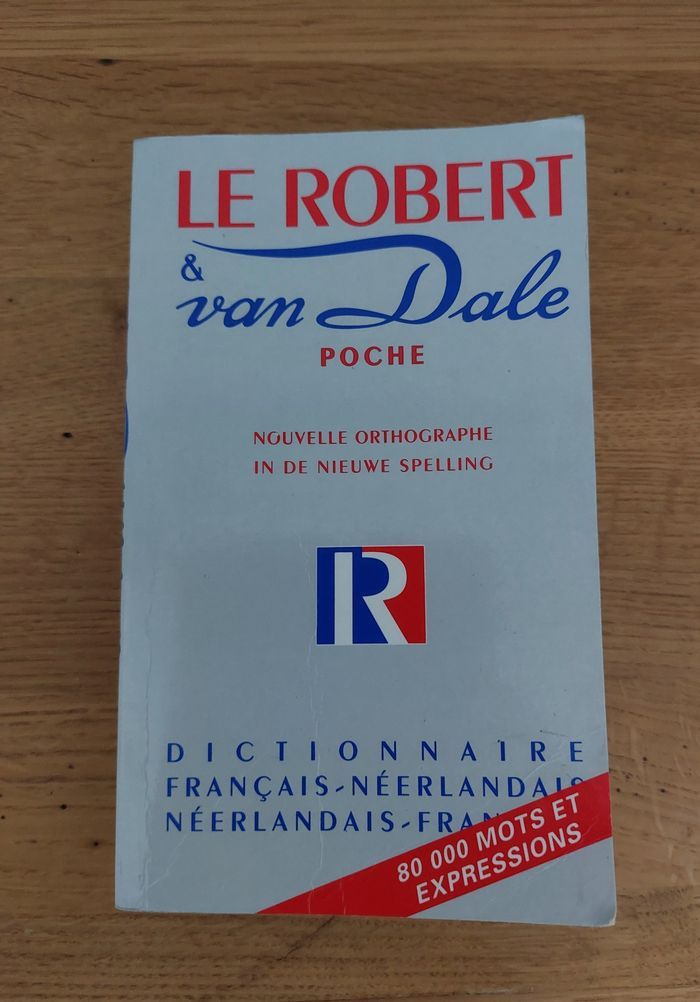 LE ROBERT
&
van Dale
POCHE
NOUVELLE ORTHOGRAPHE
IN DE NIEUWE SPELLING
R
DICTIONNAIRE
FRANÇAIS-NÉERLANDAIS
NÉERLANDAIS-FRAN
80 000 MOTS ET
EXPRESSIONS